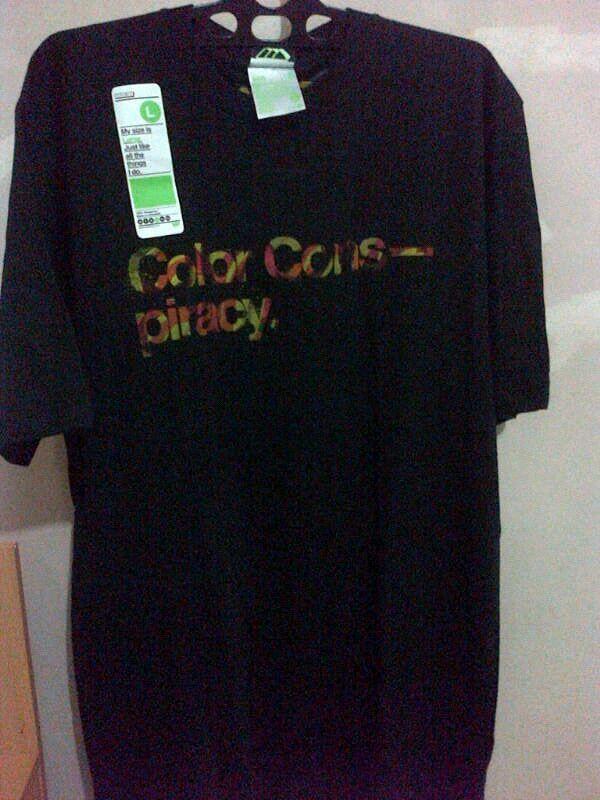 L
My size is
Large.
Just like
all the
things
I do.
Color Cons—
piracy.